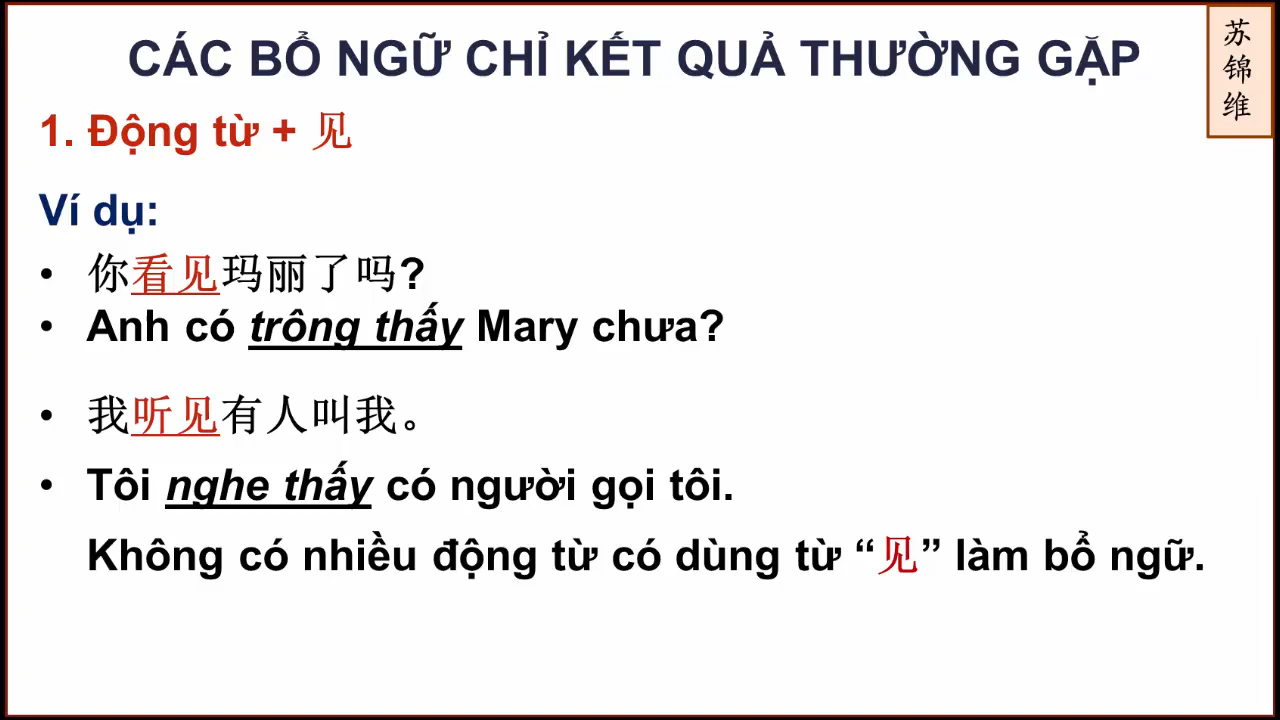 CÁC BỔ NGỮ CHỈ KẾT QUẢ THƯỜNG GẶP
苏锦维
1. Động từ + 见
Ví dụ:
• 你看见玛丽了吗?
• Anh có trông thấy Mary chưa?
• 我听见有人叫我。
• Tôi nghe thấy có người gọi tôi.
Không có nhiều động từ có dùng từ “见” làm bổ ngữ.